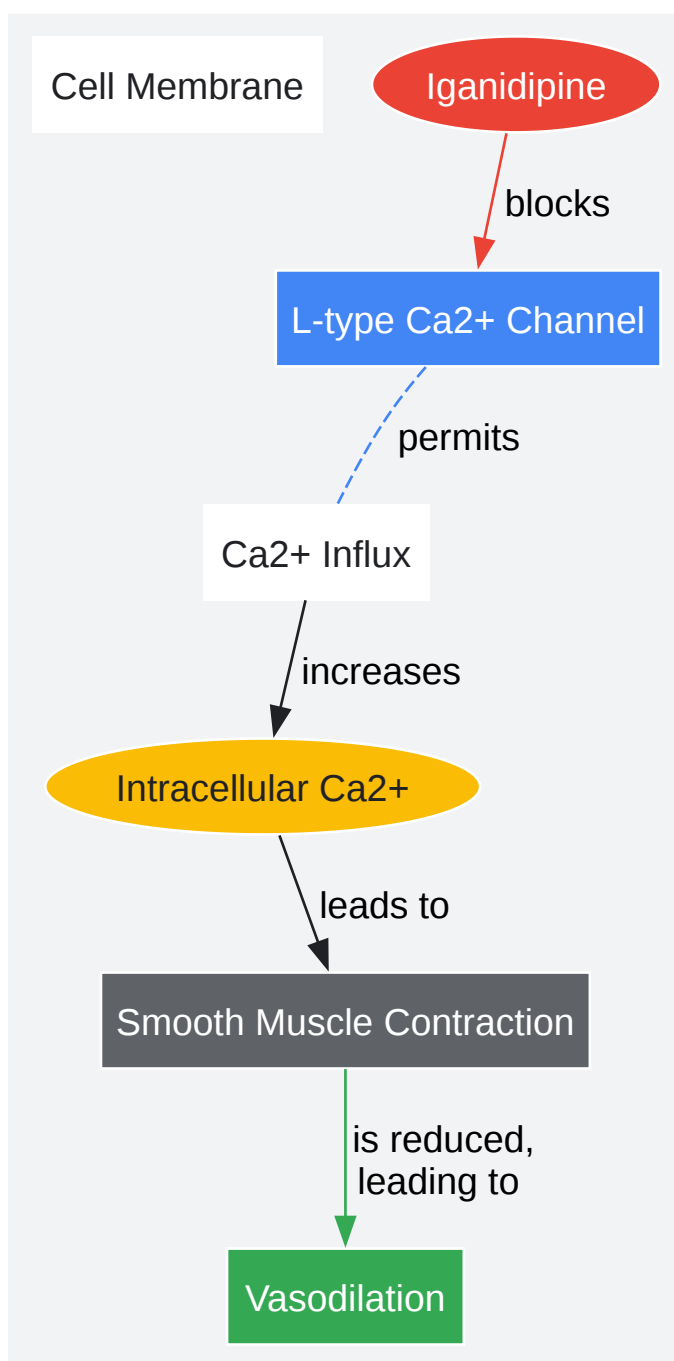 Cell Membrane
Iganidipine
blocks
L-type Ca2+ Channel
permits
Ca2+ Influx
increases
Intracellular Ca2+
leads to
Smooth Muscle Contraction
is reduced,
leading to
Vasodilation